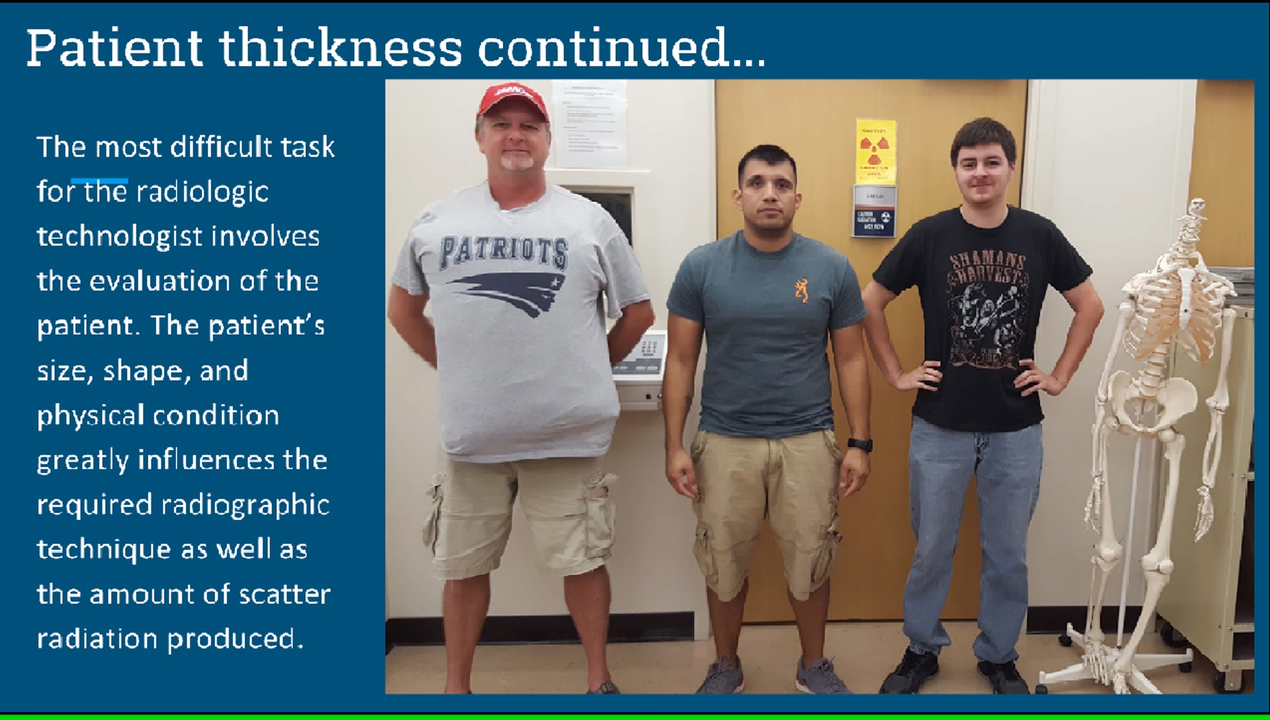 Patient thickness continued...
The most difficult task
for the radiologic
technologist involves
the evaluation of the
patient. The patient's
size, shape, and
physical condition
greatly influences the
required radiographic
technique as well as
the amount of scatter
radiation produced.
PATRIOTS
SHAMANS
HARVEST
CAUTION